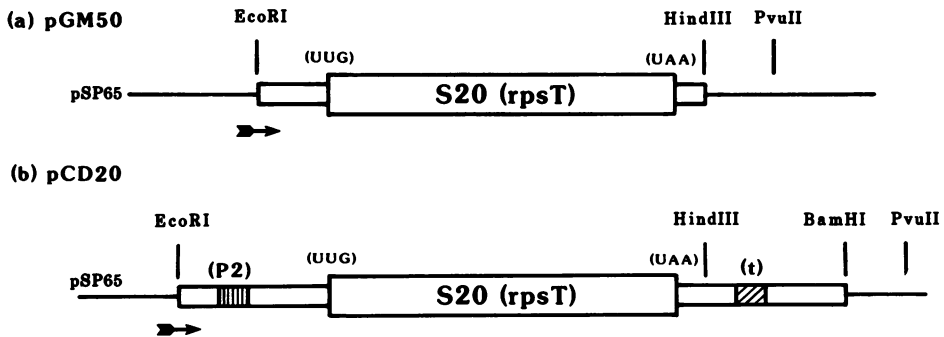 (a) pGM50
EcoRI HindIII PvuII
(UUG) (UAA)
pSP65 S20 (rpsT)
(b) pCD20
EcoRI HindIII BamHI PvuII
(P2) (UUG) (UAA) (t)
pSP65 S20 (rpsT)